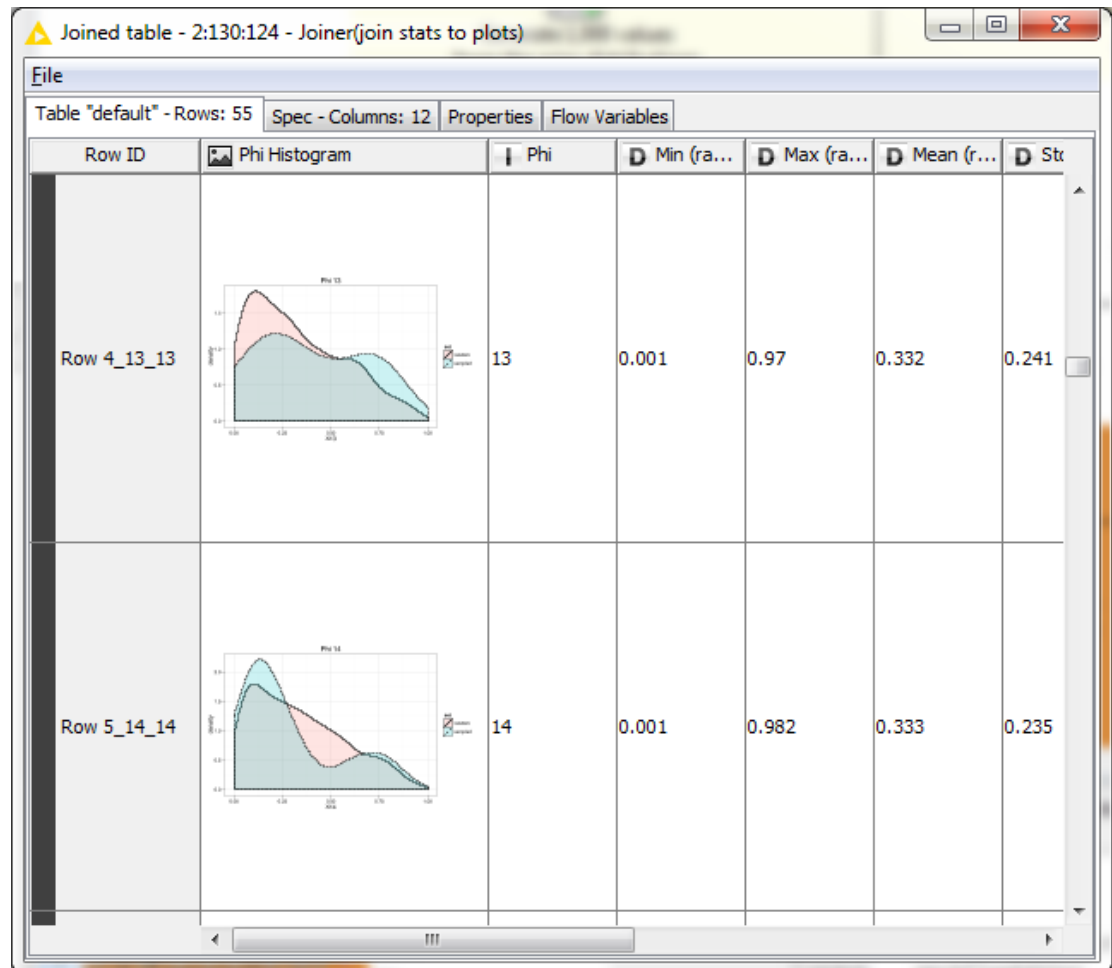 Joined table - 2:130:124 - Joiner(join stats to plots)
File
Table "default" - Rows: 55 Spec - Columns: 12 Properties Flow Variables
Row ID Phi Histogram I Phi D Min (ra... D Max (ra... D Mean (r... D Std
Phi 13
density
Row 4_13_13 13 0.001 0.97 0.332 0.241
Phi 14
density
Row 5_14_14 14 0.001 0.982 0.333 0.235